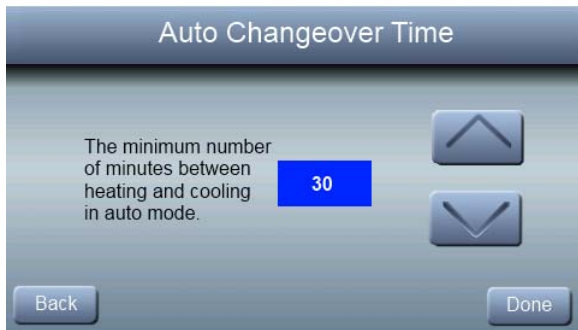 Auto Changeover Time
The minimum number
of minutes between
heating and cooling
in auto mode.
30
Back
Done